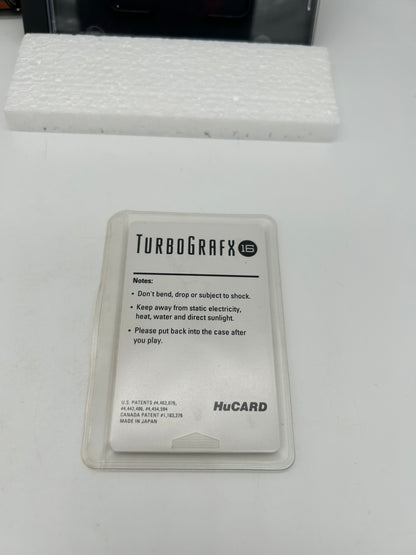 TURBOGRAFX 16
Notes:
• Don't bend, drop or subject to shock.
• Keep away from static electricity,
heat, water and direct sunlight.
• Please put back into the case after
you play.
U.S. PATENTS #4,463,076,
#4,442,486, #4,454,594
CANADA PATENT #1,183,276
MADE IN JAPAN
HuCARD